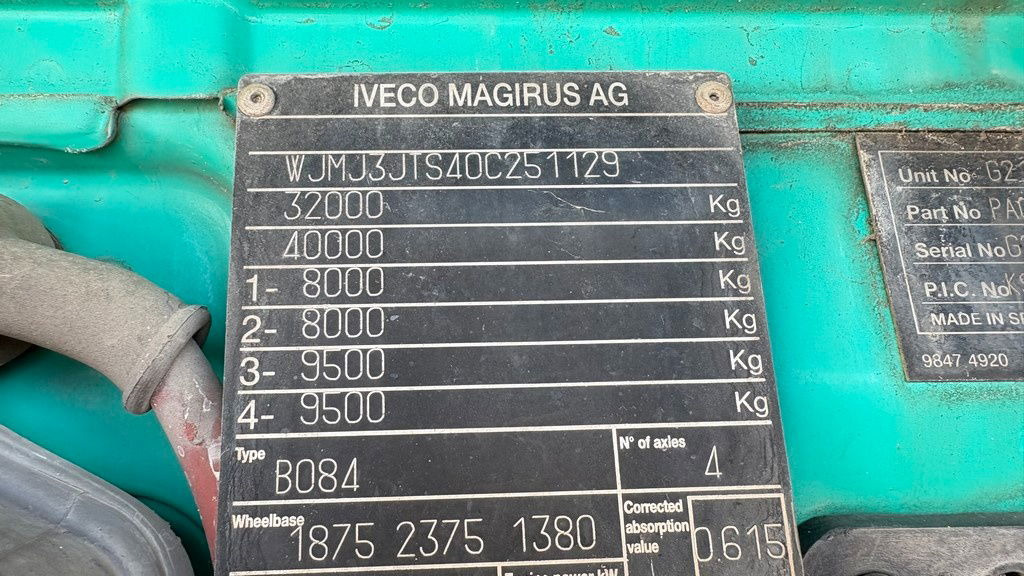 IVECO MAGIRUS AG
WJMJ3JTS40C251129
32000 Kg
40000 Kg
1- 8000 Kg
2- 8000 Kg
3- 9500 Kg
4- 9500 Kg
Type B084
N° of axles 4
Wheelbase 1875 2375 1380
Corrected absorption value 0.615
Unit No
Part No
Serial No
P.I.C. No
MADE IN
9847 4920